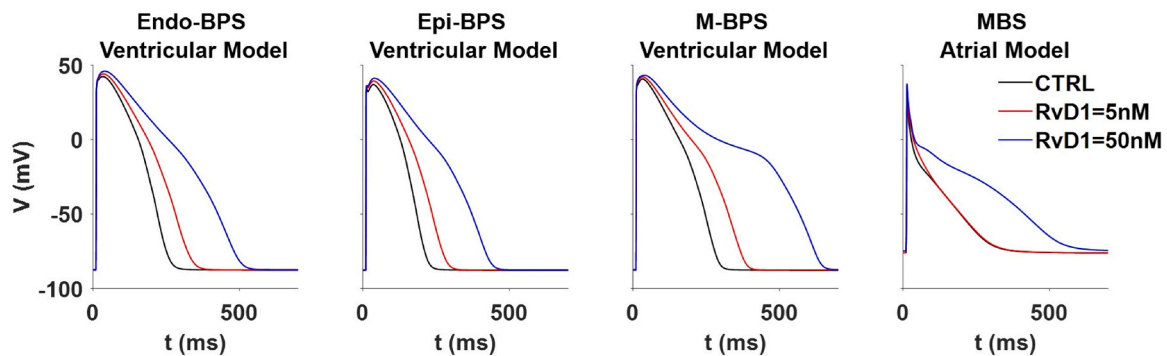 Endo-BPS
Ventricular Model
Epi-BPS
Ventricular Model
M-BPS
Ventricular Model
MBS
Atrial Model
CTRL
RvD1=5nM
RvD1=50nM
V (mV)
50
0
-50
-100
0
500
t (ms)
0
500
t (ms)
0
500
t (ms)
0
500
t (ms)